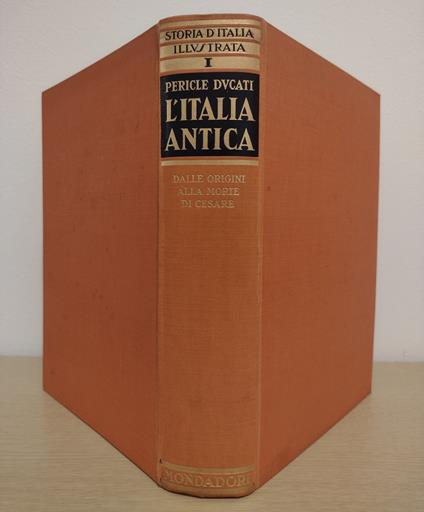 STORIA D'ITALIA
ILLVSTRATA
I
PERICLE DVCATI
L'ITALIA
ANTICA
DALLE ORIGINI
ALLA MORTE
DI CESARE
MONDADORI